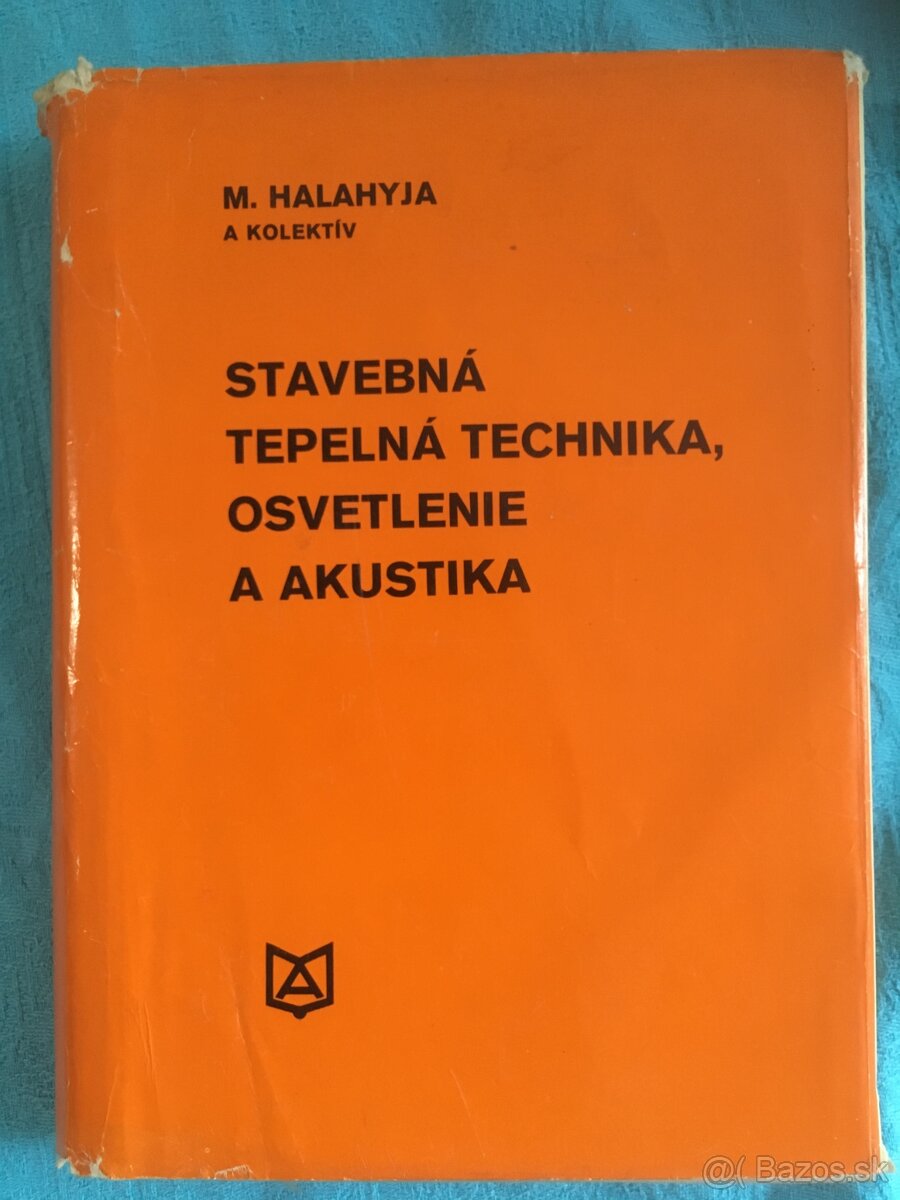 M. HALAHYJA
A KOLEKTÍV
STAVEBNÁ
TEPELNÁ TECHNIKA,
OSVETLENIE
A AKUSTIKA
A
@( Bazos.sk